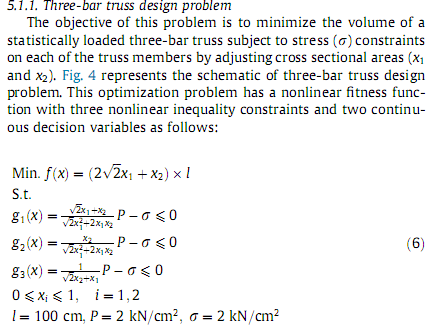 5.1.1. Three-bar truss design problem
The objective of this problem is to minimize the volume of a
statistically loaded three-bar truss subject to stress (σ) constraints
on each of the truss members by adjusting cross sectional areas (x₁
and x₂). Fig. 4 represents the schematic of three-bar truss design
problem. This optimization problem has a nonlinear fitness func-
tion with three nonlinear inequality constraints and two continu-
ous decision variables as follows:
Min. f(x) = (2√2x₁ + x₂) × l
S.t.
g₁(x) = (√2x₁+x₂)/(√2x₁²+2x₁x₂) P − σ ⩽ 0
g₂(x) = x₂/(√2x₁²+2x₁x₂) P − σ ⩽ 0 (6)
g₃(x) = 1/(√2x₂+x₁) P − σ ⩽ 0
0 ⩽ xᵢ ⩽ 1, i = 1,2
l = 100 cm, P = 2 kN/cm², σ = 2 kN/cm²